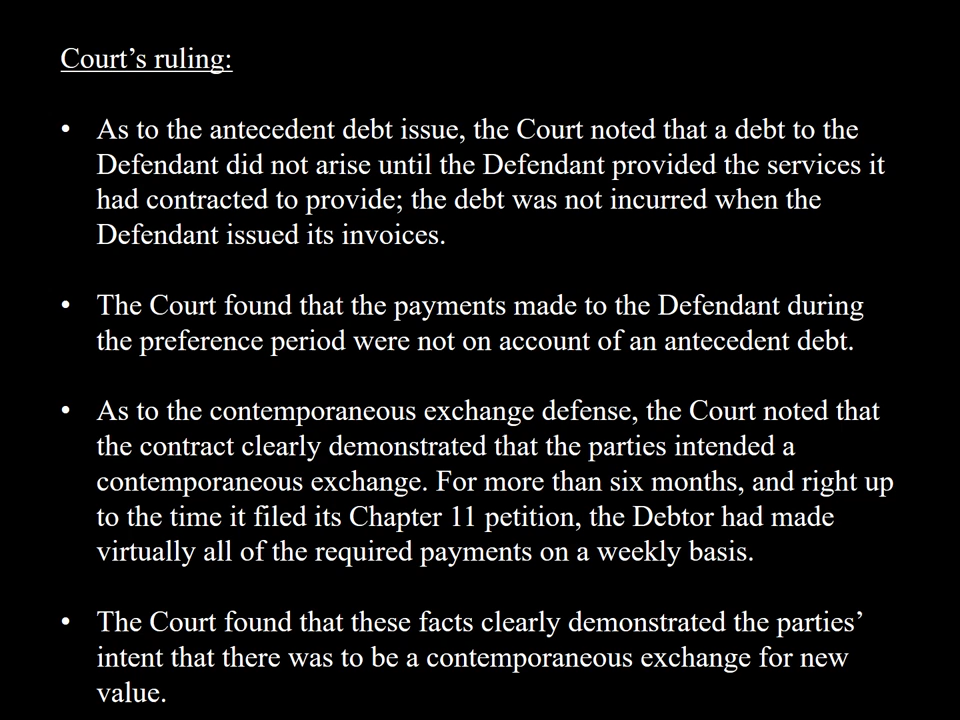 Court’s ruling:
• As to the antecedent debt issue, the Court noted that a debt to the
Defendant did not arise until the Defendant provided the services it
had contracted to provide; the debt was not incurred when the
Defendant issued its invoices.
• The Court found that the payments made to the Defendant during
the preference period were not on account of an antecedent debt.
• As to the contemporaneous exchange defense, the Court noted that
the contract clearly demonstrated that the parties intended a
contemporaneous exchange. For more than six months, and right up
to the time it filed its Chapter 11 petition, the Debtor had made
virtually all of the required payments on a weekly basis.
• The Court found that these facts clearly demonstrated the parties’
intent that there was to be a contemporaneous exchange for new
value.